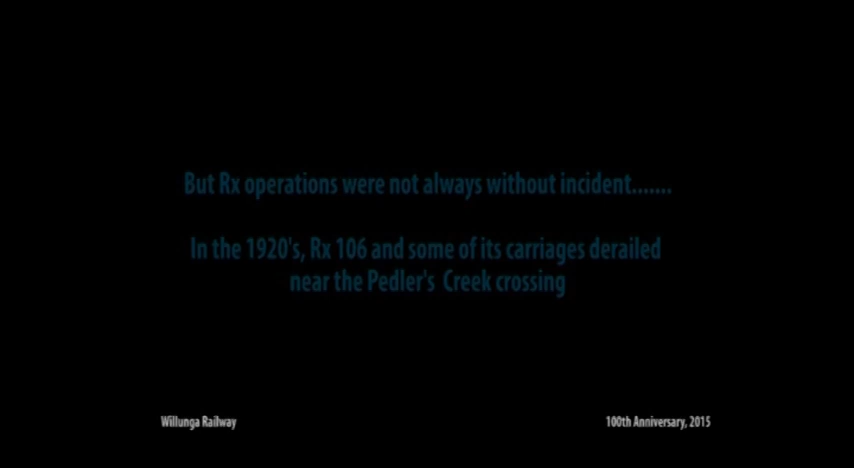 But Rx operations were not always without incident.......
In the 1920's, Rx 106 and some of its carriages derailed
near the Pedler's Creek crossing
Willunga Railway
100th Anniversary, 2015